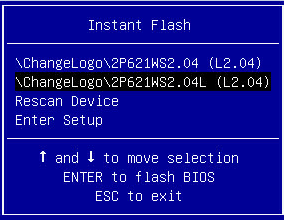 Instant Flash
\ChangeLogo\2P621WS2.04 (L2.04)
\ChangeLogo\2P621WS2.04L (L2.04)
Rescan Device
Enter Setup
↑ and ↓ to move selection
ENTER to flash BIOS
ESC to exit